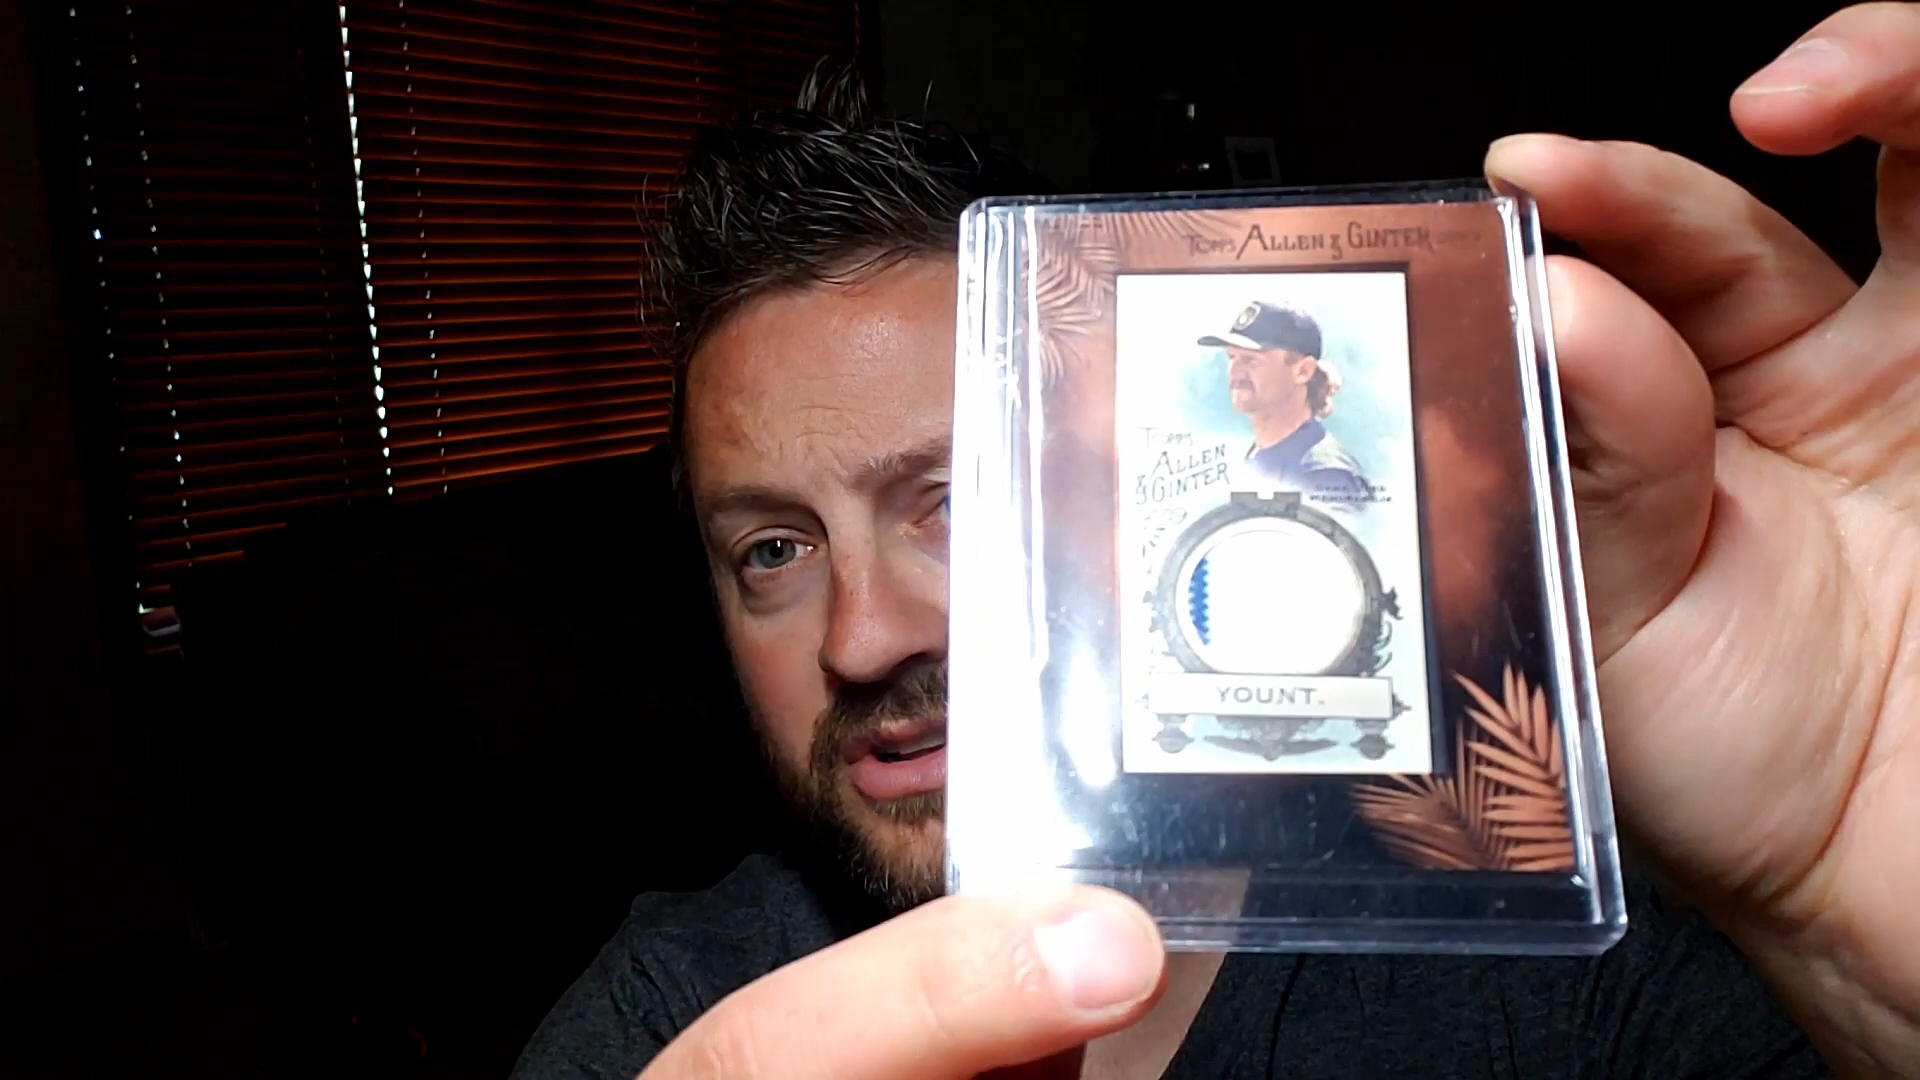 TOPPS ALLEN & GINTER
TOPPS
ALLEN
& GINTER
YOUNT.